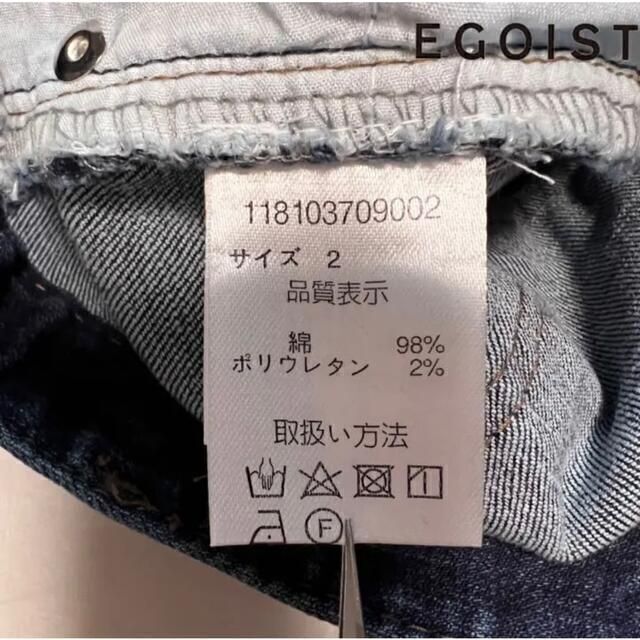 EGOIST
118103709002
サイズ 2
品質表示
綿 98%
ポリウレタン 2%
取扱い方法
F